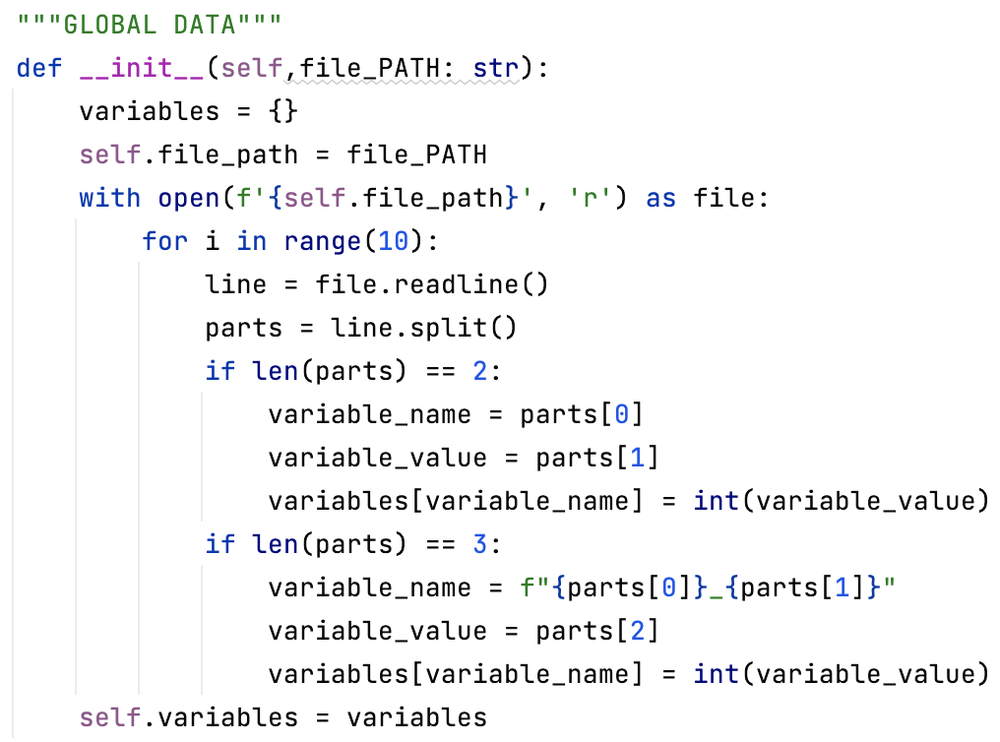 """GLOBAL DATA"""
def __init__(self,file_PATH: str):
    variables = {}
    self.file_path = file_PATH
    with open(f'{self.file_path}', 'r') as file:
        for i in range(10):
            line = file.readline()
            parts = line.split()
            if len(parts) == 2:
                variable_name = parts[0]
                variable_value = parts[1]
                variables[variable_name] = int(variable_value)
            if len(parts) == 3:
                variable_name = f"{parts[0]}_{parts[1]}"
                variable_value = parts[2]
                variables[variable_name] = int(variable_value)
    self.variables = variables